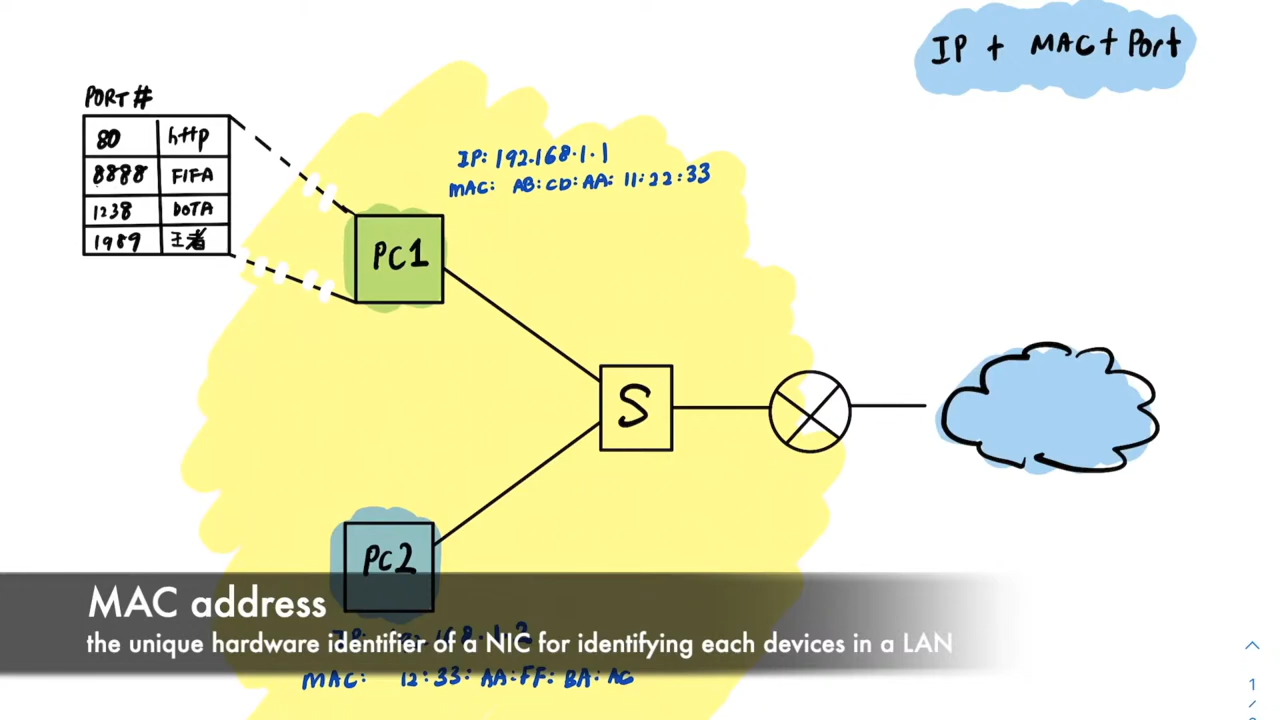 IP + MAC + Port
PORT #
80 http
8888 FIFA
1238 DOTA
1989 王者
IP: 192.168.1.1
MAC: AB:CD:AA:11:22:33
PC1
S
PC2
MAC address
the unique hardware identifier of a NIC for identifying each devices in a LAN
MAC: 12:33:AA:FF:BA:
1
/